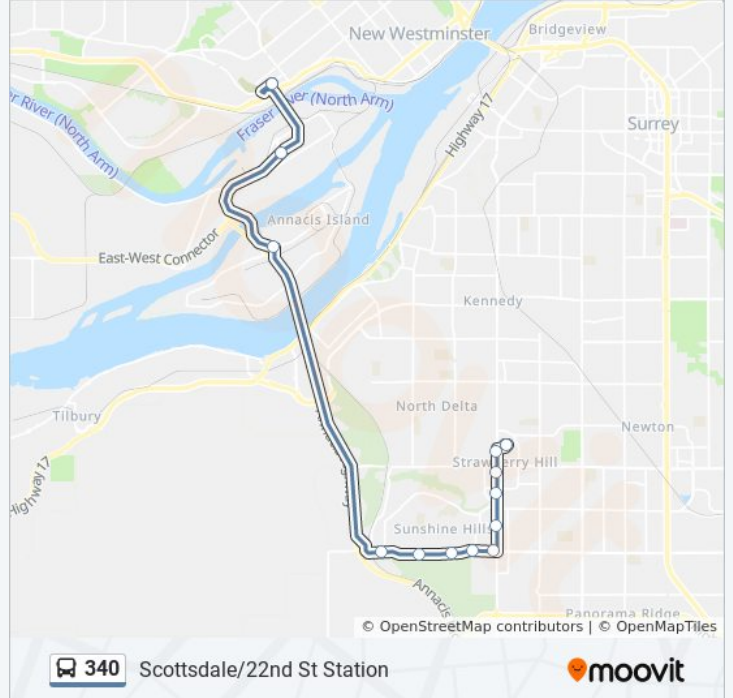 New Westminster
Bridgeview
Fraser River (North Arm)
er River (North Arm)
Highway 17
Surrey
Annacis Island
East-West Connector
Kennedy
Tilbury
North Delta
Newton
Strawberry Hill
Highway 17
Sunshine Hills
Annacis
Panorama Ridge
© OpenStreetMap contributors | © OpenMapTiles
340 Scottsdale/22nd St Station
moovit